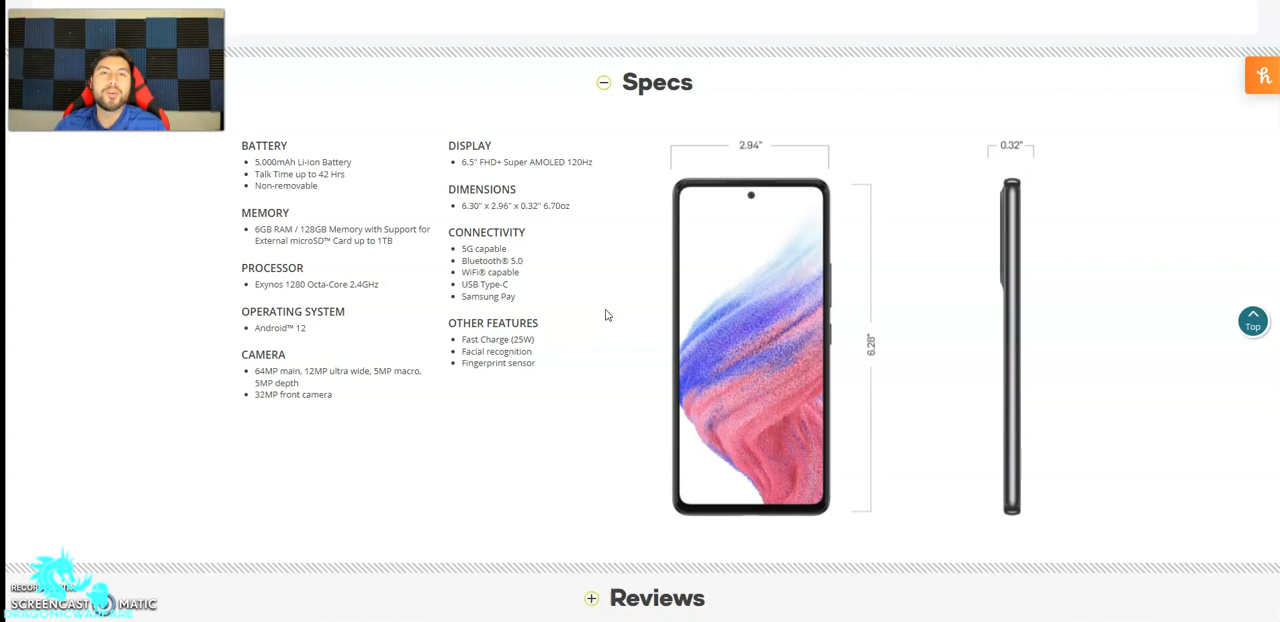 Specs
BATTERY
5,000mAh Li-Ion Battery
Talk Time up to 42 Hrs
Non-removable
MEMORY
6GB RAM / 128GB Memory with Support for
External microSD™ Card up to 1TB
PROCESSOR
Exynos 1280 Octa-Core 2.4GHz
OPERATING SYSTEM
Android™ 12
CAMERA
64MP main, 12MP ultra wide, 5MP macro,
5MP depth
32MP front camera
DISPLAY
6.5" FHD+ Super AMOLED 120Hz
DIMENSIONS
6.30" x 2.96" x 0.32" 6.70oz
CONNECTIVITY
5G capable
Bluetooth® 5.0
WiFi® capable
USB Type-C
Samsung Pay
OTHER FEATURES
Fast Charge (25W)
Facial recognition
Fingerprint sensor
2.94"
6.28"
0.32"
h
Top
Reviews
SCREENCAST MATIC
DRAGONICWARFARE